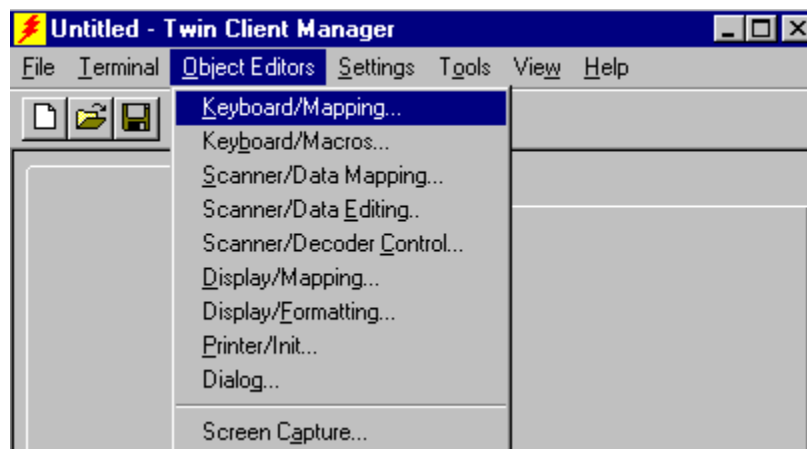 Untitled - Twin Client Manager
File Terminal Object Editors Settings Tools View Help
Keyboard/Mapping...
Keyboard/Macros...
Scanner/Data Mapping...
Scanner/Data Editing..
Scanner/Decoder Control...
Display/Mapping...
Display/Formatting...
Printer/Init...
Dialog...
Screen Capture...